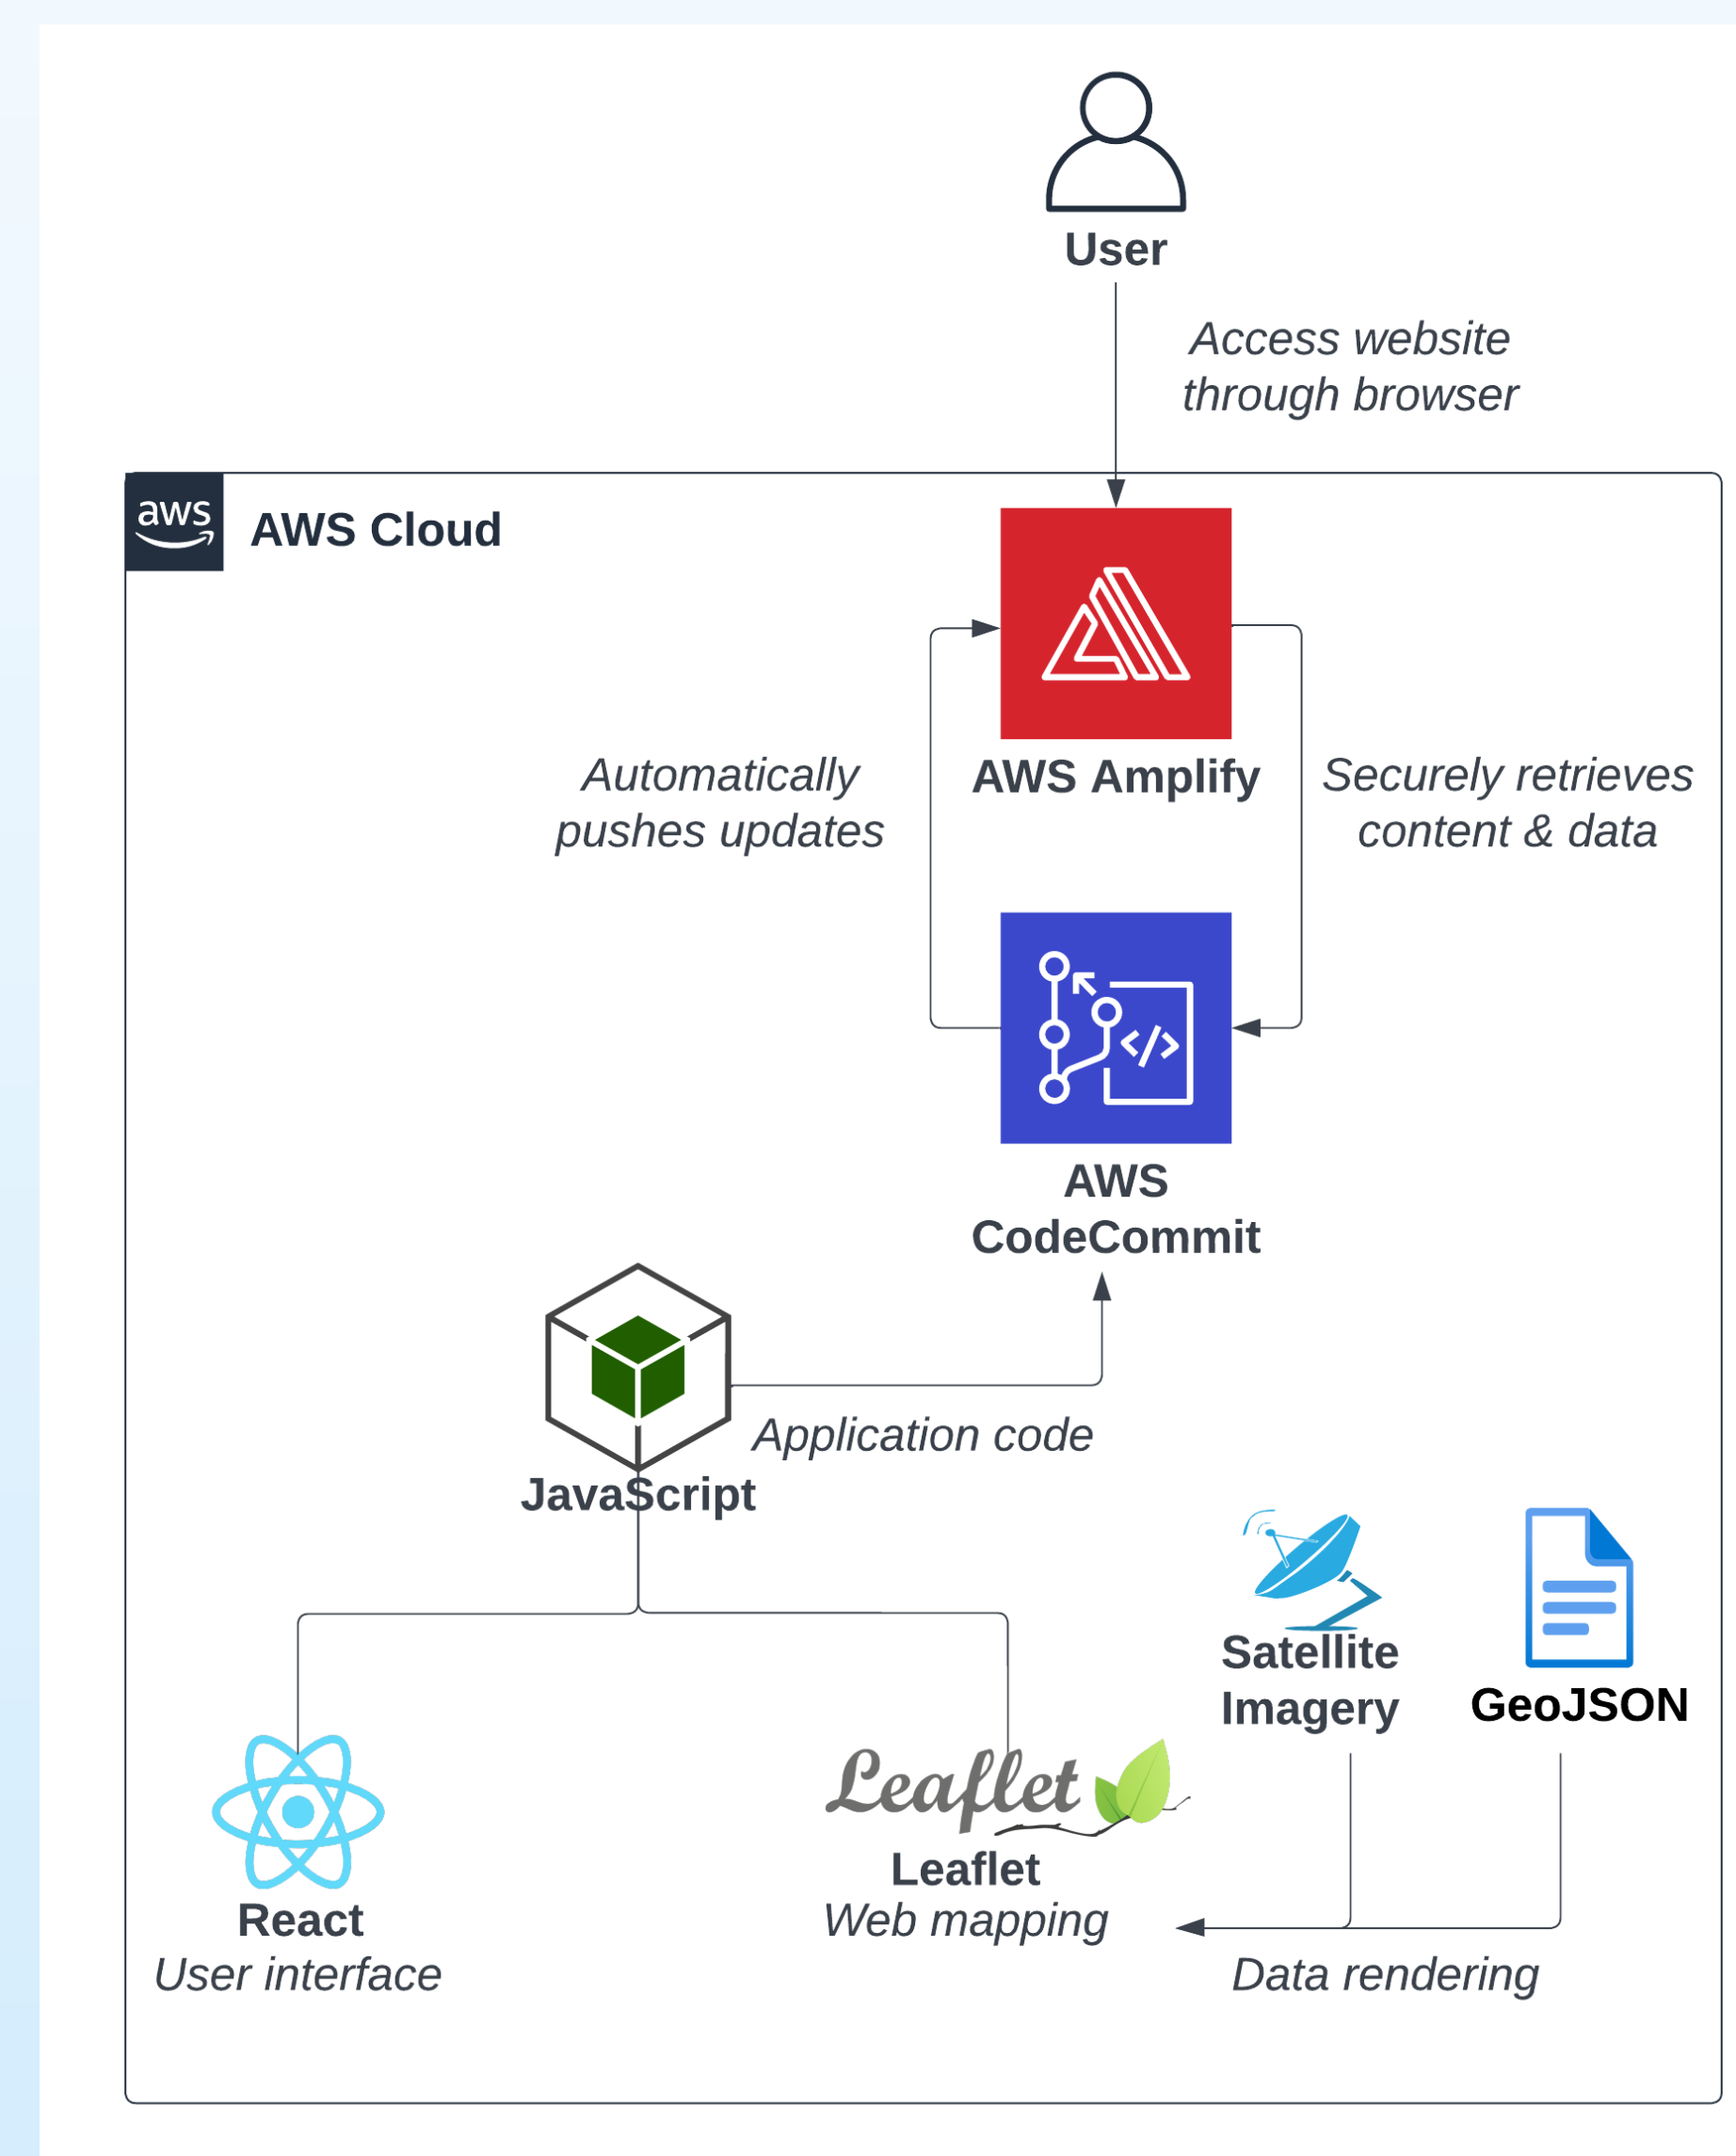 User
Access website
through browser
aws
AWS Cloud
AWS Amplify
Automatically
pushes updates
Securely retrieves
content & data
</>
AWS
CodeCommit
Application code
JavaScript
Satellite
Imagery
GeoJSON
Leaflet
Leaflet
Web mapping
React
User interface
Data rendering